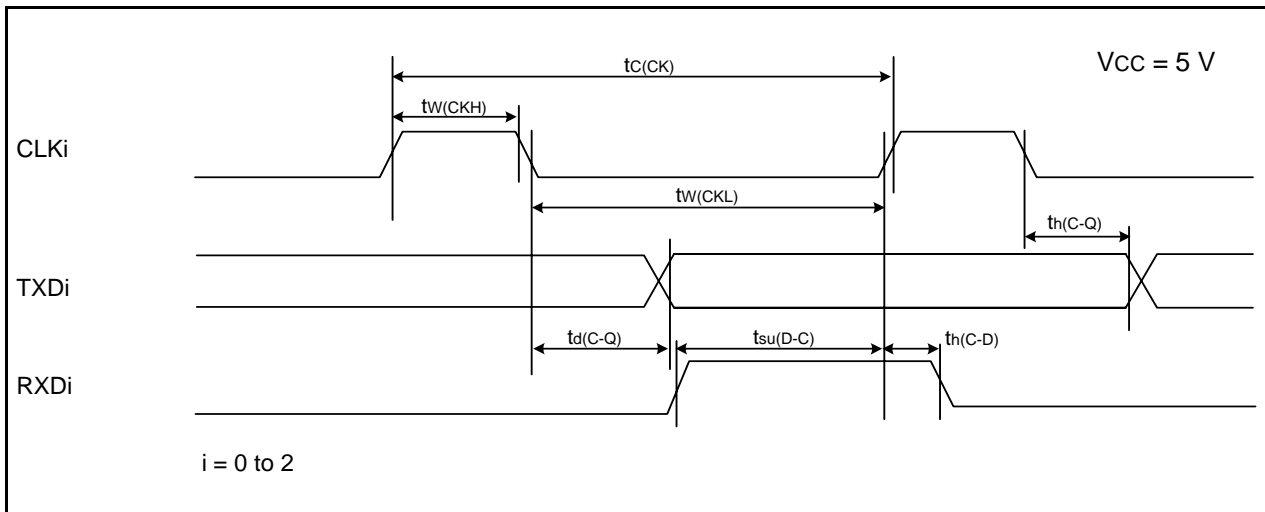 tC(CK)
VCC = 5 V
tW(CKH)
CLKi
tW(CKL)
th(C-Q)
TXDi
td(C-Q)
tsu(D-C)
th(C-D)
RXDi
i = 0 to 2